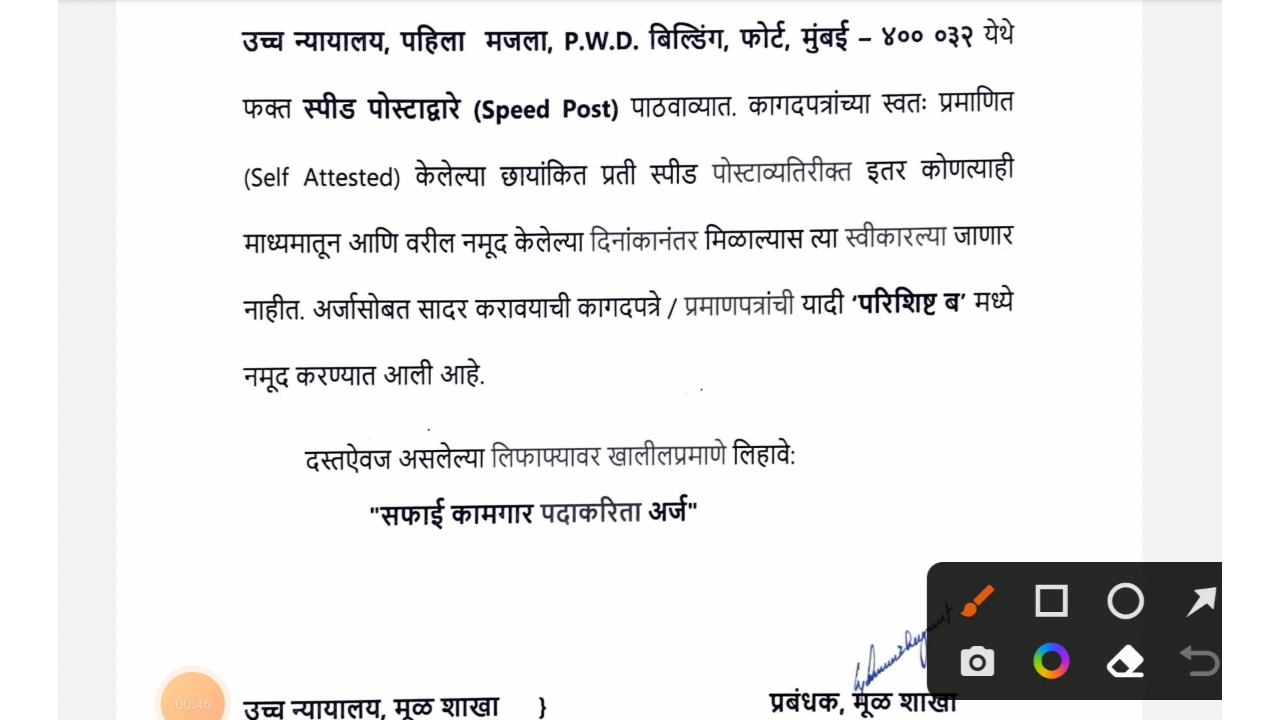 उच्च न्यायालय, पहिला मजला, P.W.D. बिल्डिंग, फोर्ट, मुंबई – ४०० ०३२ येथे
फक्त स्पीड पोस्टाद्वारे (Speed Post) पाठवाव्यात. कागदपत्रांच्या स्वतः प्रमाणित
(Self Attested) केलेल्या छायांकित प्रती स्पीड पोस्टाव्यतिरीक्त इतर कोणत्याही
माध्यमातून आणि वरील नमूद केलेल्या दिनांकानंतर मिळाल्यास त्या स्वीकारल्या जाणार
नाहीत. अर्जासोबत सादर करावयाची कागदपत्रे / प्रमाणपत्रांची यादी ‘परिशिष्ट ब’ मध्ये
नमूद करण्यात आली आहे.
दस्तऐवज असलेल्या लिफाफ्यावर खालीलप्रमाणे लिहावे:
"सफाई कामगार पदाकरिता अर्ज"
00:46
उच्च न्यायालय, मूळ शाखा }
प्रबंधक, मूळ शाखा